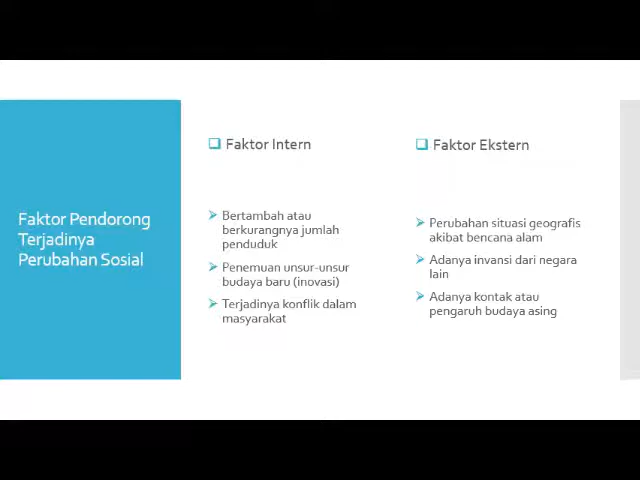 Faktor Pendorong
Terjadinya
Perubahan Sosial
Faktor Intern
Bertambah atau
berkurangnya jumlah
penduduk
Penemuan unsur-unsur
budaya baru (inovasi)
Terjadinya konflik dalam
masyarakat
Faktor Ekstern
Perubahan situasi geografis
akibat bencana alam
Adanya invansi dari negara
lain
Adanya kontak atau
pengaruh budaya asing